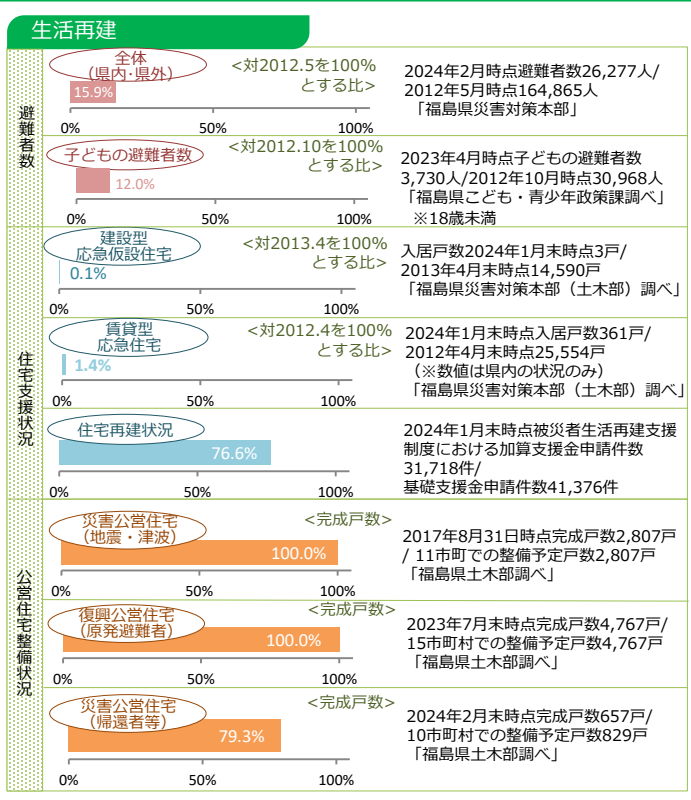 生活再建
避難者数
全体
（県内・県外）
<対2012.5を100%
とする比>
15.9%
0%
50%
100%
2024年2月時点避難者数26,277人/
2012年5月時点164,865人
「福島県災害対策本部」
子どもの避難者数
<対2012.10を100%
とする比>
12.0%
0%
50%
100%
2023年4月時点子どもの避難者数
3,730人/2012年10月時点30,968人
「福島県こども・青少年政策課調べ」
※18歳未満
住宅支援状況
建設型
応急仮設住宅
<対2013.4を100%
とする比>
0.1%
0%
50%
100%
入居戸数2024年1月末時点3戸/
2013年4月末時点14,590戸
「福島県災害対策本部（土木部）調べ」
賃貸型
応急住宅
<対2012.4を100%
とする比>
1.4%
0%
50%
100%
2024年1月末時点入居戸数361戸/
2012年4月末時点25,554戸
（※数値は県内の状況のみ）
「福島県災害対策本部（土木部）調べ」
住宅再建状況
76.6%
0%
50%
100%
2024年1月末時点被災者生活再建支援
制度における加算支援金申請件数
31,718件/
基礎支援金申請件数41,376件
公営住宅整備状況
災害公営住宅
（地震・津波）
<完成戸数>
100.0%
0%
50%
100%
2017年8月31日時点完成戸数2,807戸
/ 11市町での整備予定戸数2,807戸
「福島県土木部調べ」
復興公営住宅
（原発避難者）
<完成戸数>
100.0%
0%
50%
100%
2023年7月末時点完成戸数4,767戸/
15市町村での整備予定戸数4,767戸
「福島県土木部調べ」
災害公営住宅
（帰還者等）
<完成戸数>
79.3%
0%
50%
100%
2024年2月末時点完成戸数657戸/
10市町村での整備予定戸数829戸
「福島県土木部調べ」